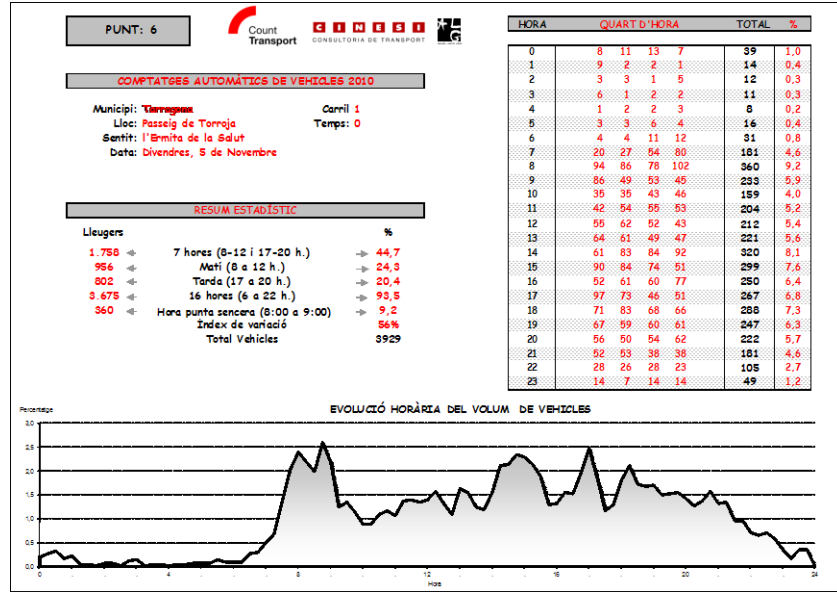 PUNT: 6
Count
Transport
CINESI
CONSULTORIA DE TRANSPORT
COMPTATGES AUTOMÀTICS DE VEHICLES 2010
Municipi: Carril 1
Lloc: Passeig de Torroja Temps: 0
Sentit: l'Ermita de la Salut
Data: Divendres, 5 de Novembre
RESUM ESTADÍSTIC
Lleugers %
1.758 7 hores (8-12 i 17-20 h.) 44,7
956 Matí (8 a 12 h.) 24,3
802 Tarda (17 a 20 h.) 20,4
3.675 16 hores (6 a 22 h.) 93,5
360 Hora punta sencera (8:00 a 9:00) 9,2
Índex de variació 56%
Total Vehicles 3929
HORA QUART D'HORA TOTAL %
0 8 11 13 7 39 1,0
1 9 2 2 1 14 0,4
2 3 3 1 5 12 0,3
3 6 1 2 2 11 0,3
4 1 2 2 3 8 0,2
5 3 3 6 4 16 0,4
6 4 4 11 12 31 0,8
7 20 27 54 80 181 4,6
8 94 86 78 102 360 9,2
9 86 49 53 45 233 5,9
10 35 35 43 46 159 4,0
11 42 54 55 53 204 5,2
12 55 62 52 43 212 5,4
13 64 61 49 47 221 5,6
14 61 83 84 92 320 8,1
15 90 84 74 51 299 7,6
16 52 61 60 77 250 6,4
17 97 73 46 51 267 6,8
18 71 83 68 66 288 7,3
19 67 59 60 61 247 6,3
20 56 50 54 62 222 5,7
21 52 53 38 38 181 4,6
22 28 26 28 23 105 2,7
23 14 7 14 14 49 1,2
EVOLUCIÓ HORÀRIA DEL VOLUM DE VEHICLES
Percentatge
3,0
2,5
2,0
1,5
1,0
0,5
0,0
0 4 8 12 16 20 24
Hora